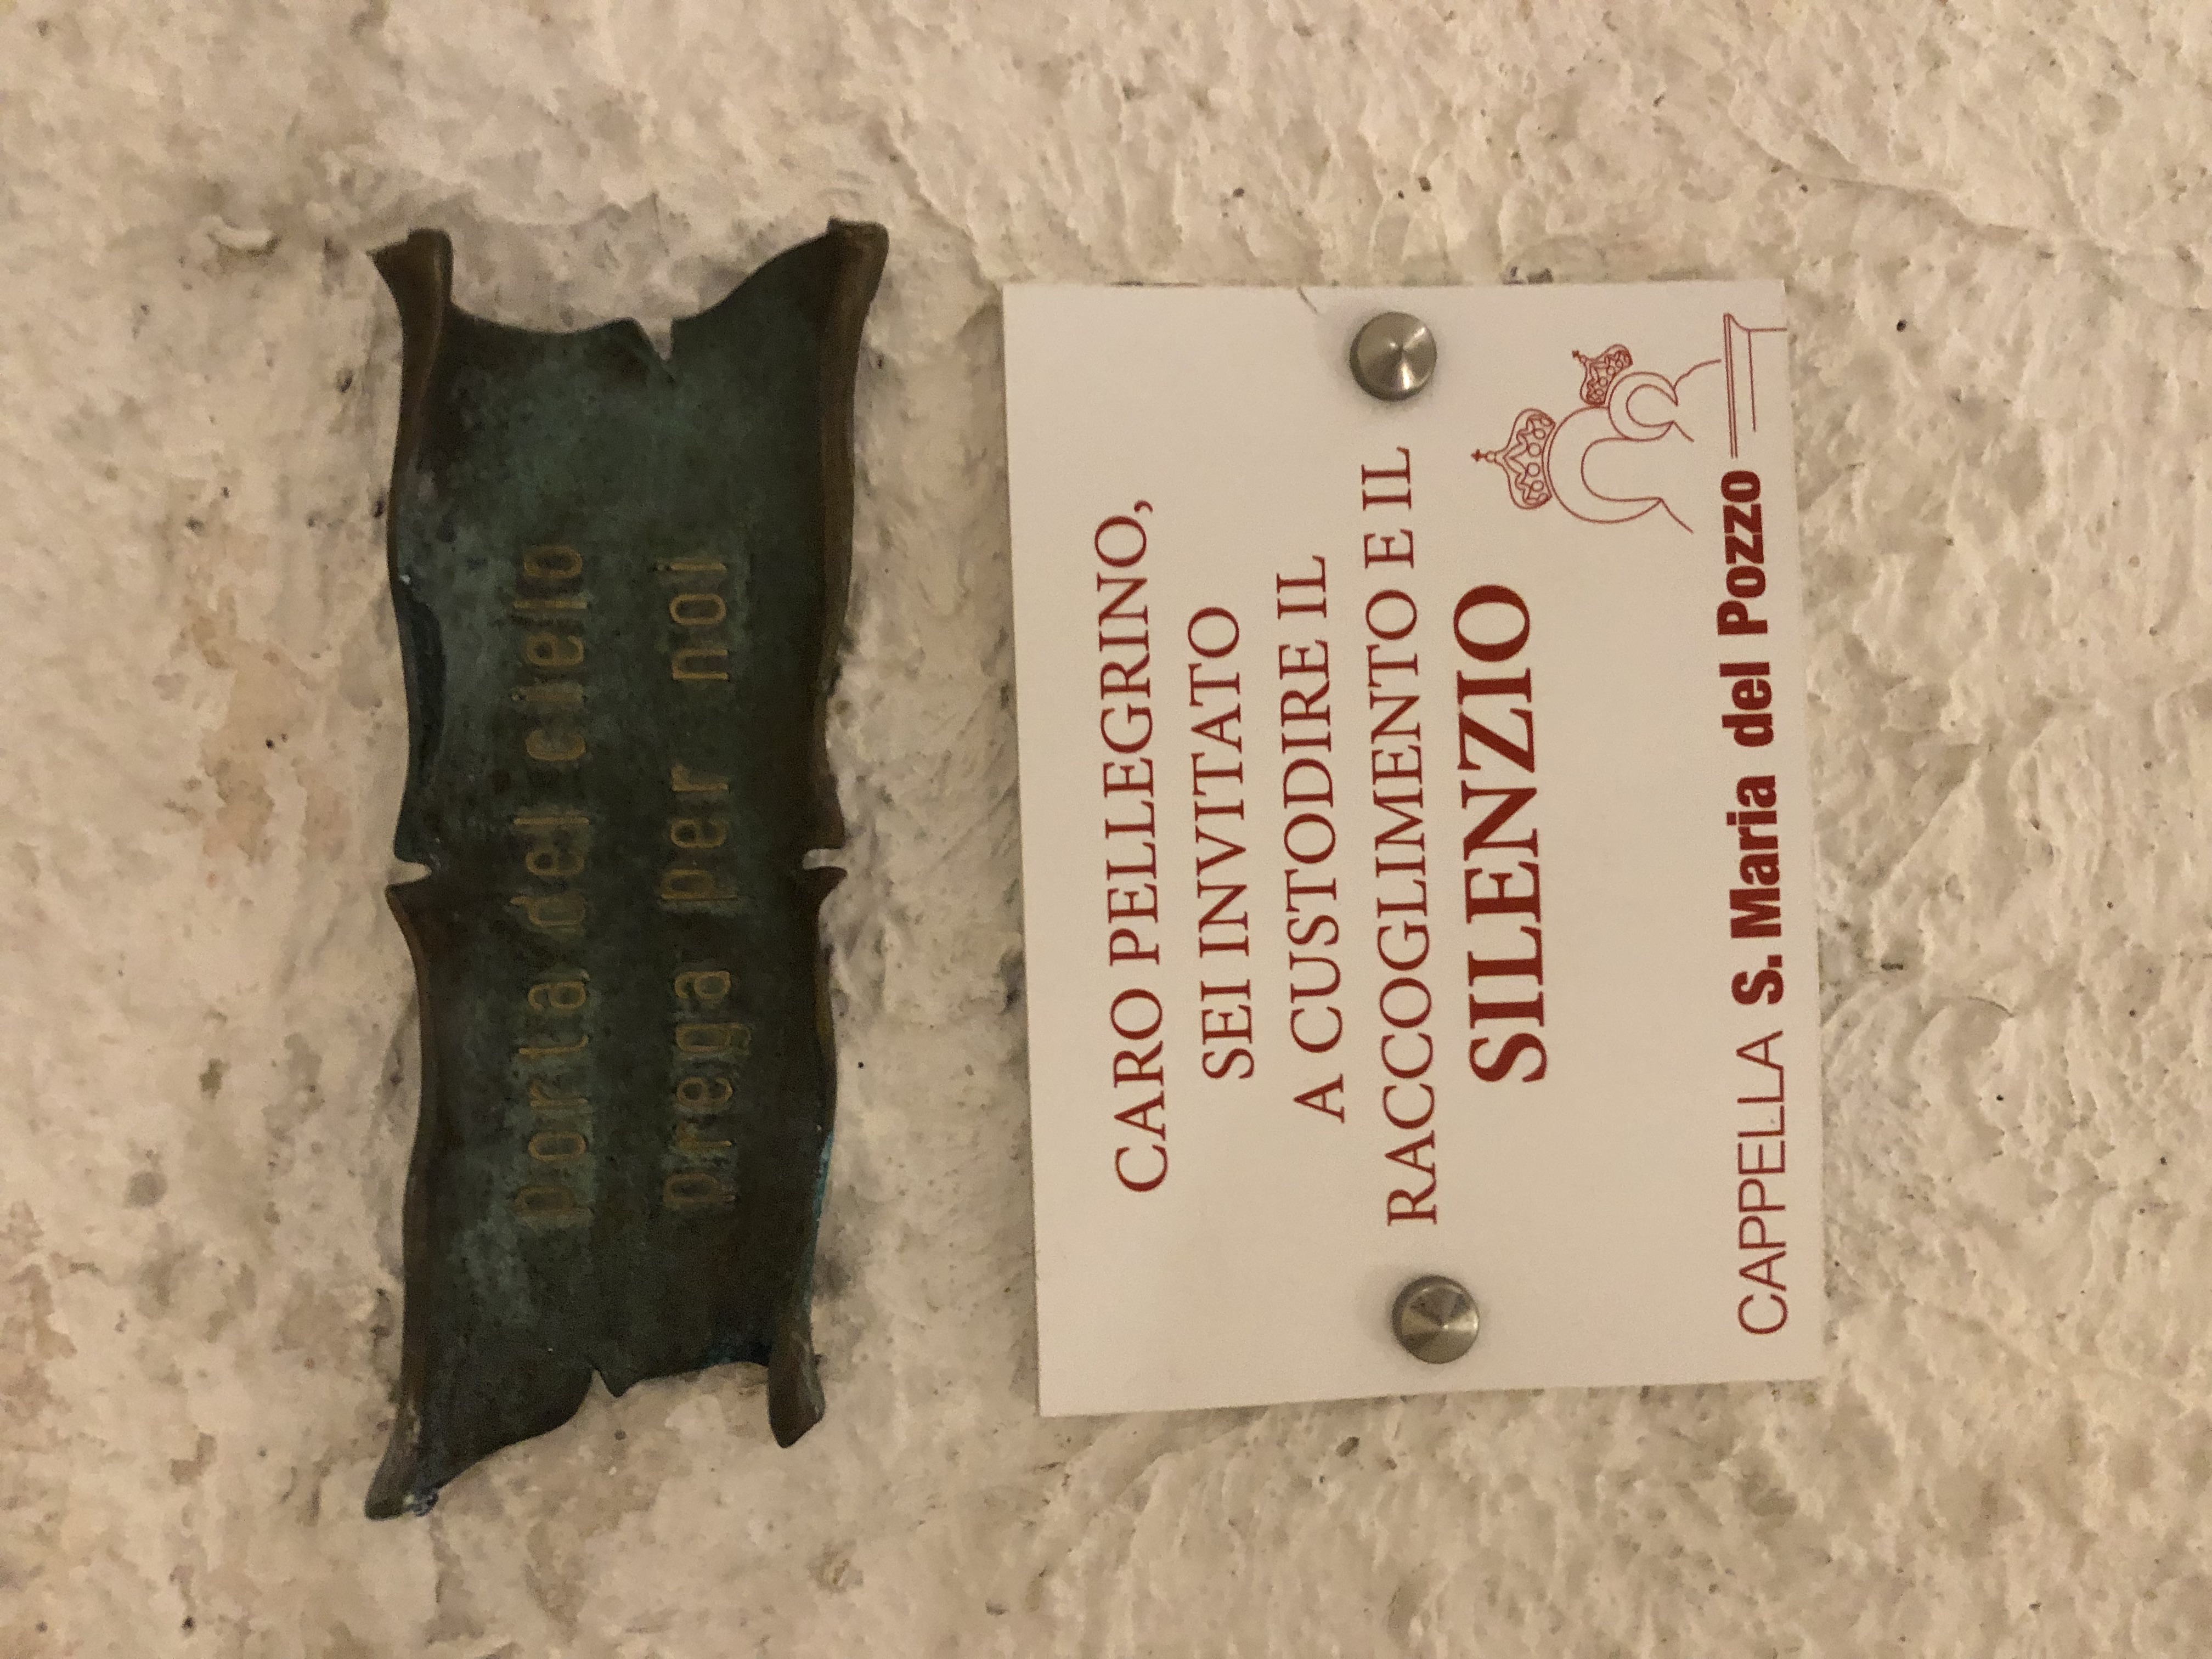 porta del cielo
prega per noi
CARO PELLEGRINO,
SEI INVITATO
A CUSTODIRE IL
RACCOGLIMENTO E IL
SILENZIO
CAPPELLA S. Maria del Pozzo